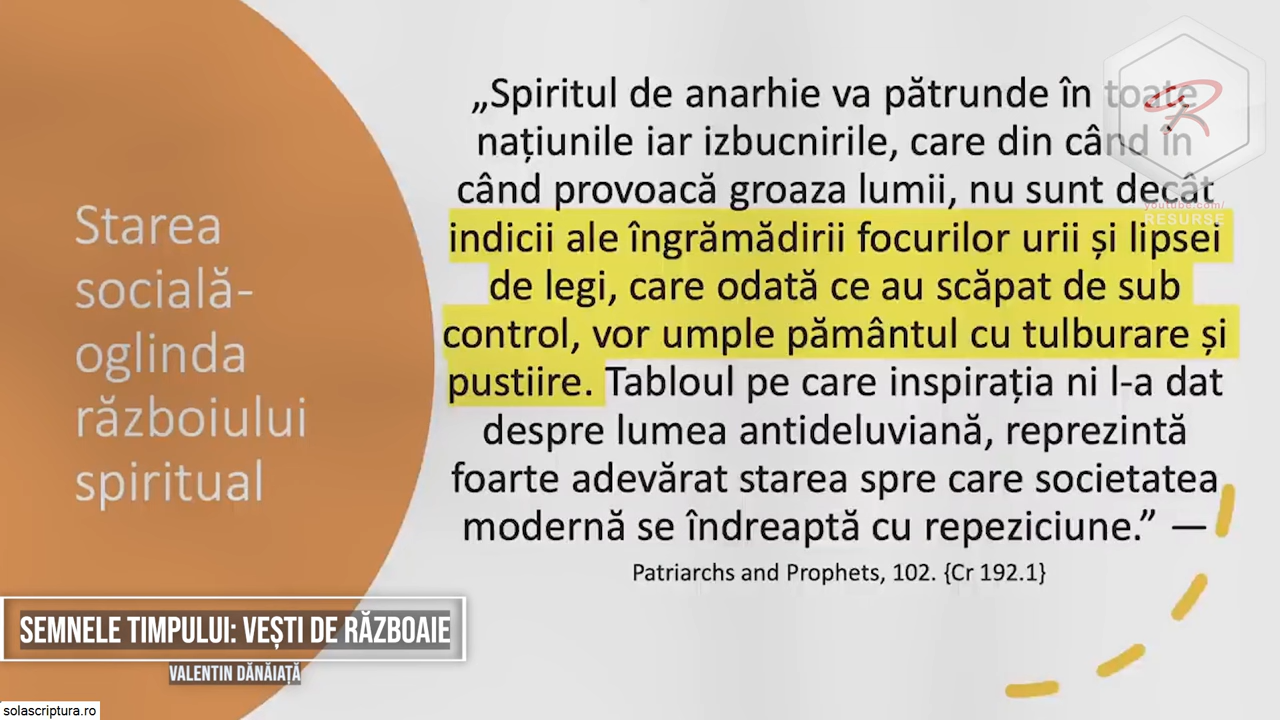 Starea
socială-
oglinda
războiului
spiritual
„Spiritul de anarhie va pătrunde în toate
națiunile iar izbucnirile, care din când în
când provoacă groaza lumii, nu sunt decât
indicii ale îngrămădirii focurilor urii și lipsei
de legi, care odată ce au scăpat de sub
control, vor umple pământul cu tulburare și
pustiire. Tabloul pe care inspirația ni l-a dat
despre lumea antideluviană, reprezintă
foarte adevărat starea spre care societatea
modernă se îndreaptă cu repeziciune.” —
Patriarchs and Prophets, 102. {Cr 192.1}
youtube.com/
RESURSE
SEMNELE TIMPULUI: VEȘTI DE RĂZBOAIE
VALENTIN DĂNĂIAȚĂ
solascriptura.ro